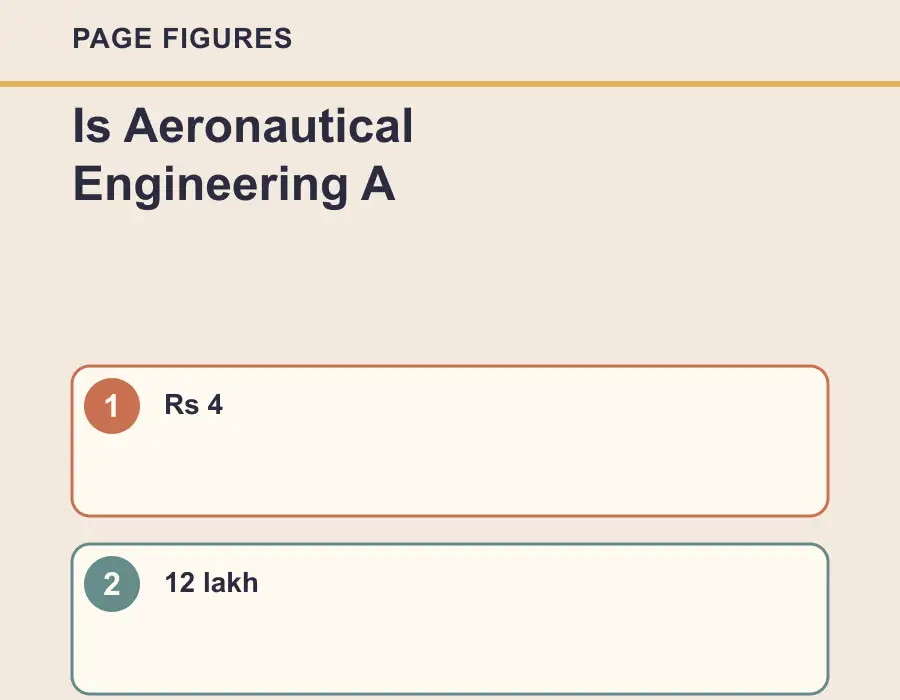 PAGE FIGURES
Is Aeronautical
Engineering A
1 Rs 4
2 12 lakh